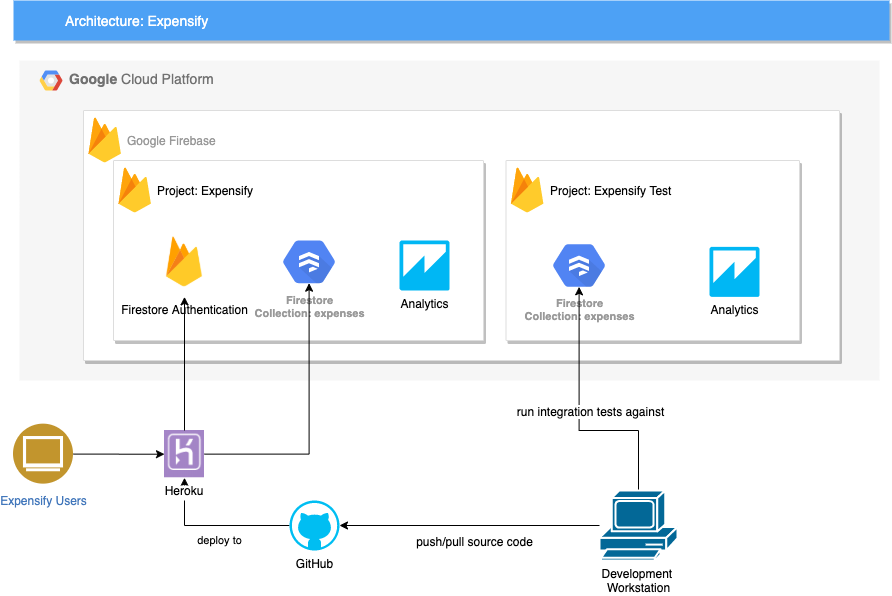 Architecture: Expensify
Google Cloud Platform
Google Firebase
Project: Expensify
Project: Expensify Test
Firestore Authentication
Firestore
Collection: expenses
Analytics
Firestore
Collection: expenses
Analytics
run integration tests against
Expensify Users
Heroku
deploy to
GitHub
push/pull source code
Development
Workstation